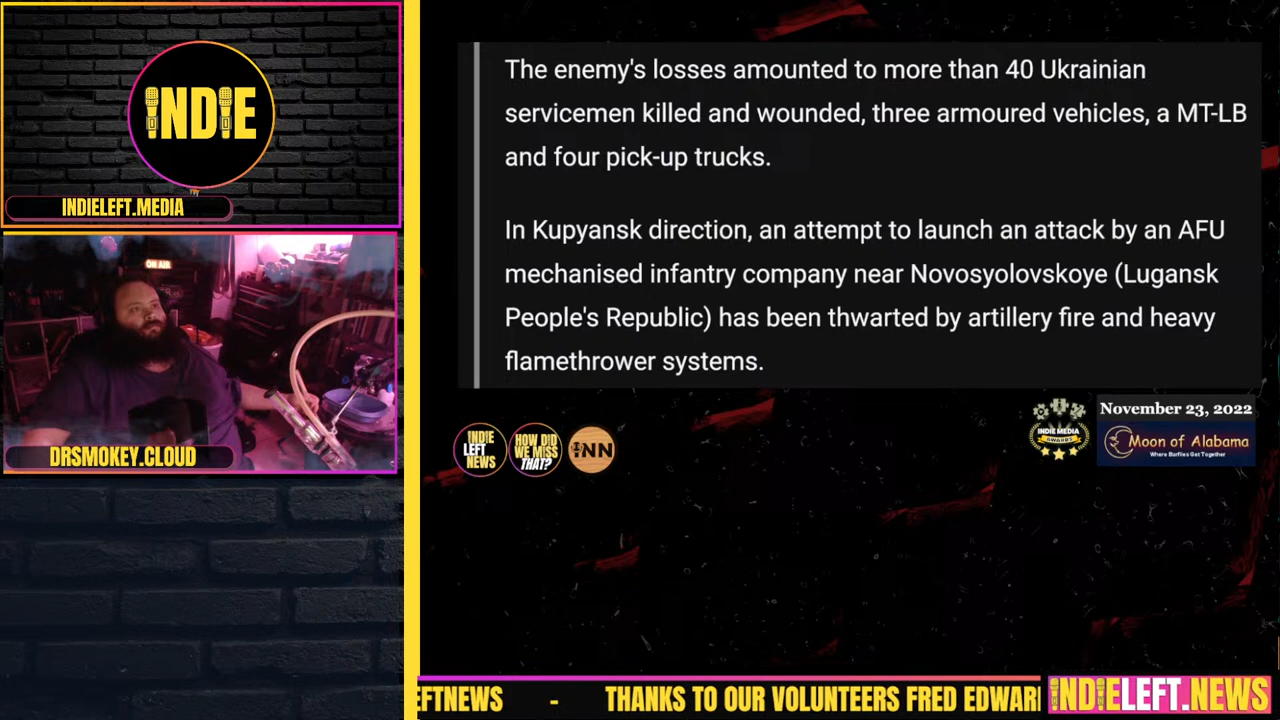 INDIE
INDIELEFT.MEDIA
ON AIR
DRSMOKEY.CLOUD
The enemy's losses amounted to more than 40 Ukrainian
servicemen killed and wounded, three armoured vehicles, a MT-LB
and four pick-up trucks.
In Kupyansk direction, an attempt to launch an attack by an AFU
mechanised infantry company near Novosyolovskoye (Lugansk
People's Republic) has been thwarted by artillery fire and heavy
flamethrower systems.
INDIE
LEFT
NEWS
HOW DID
WE MISS
THAT?
INN
INDIE MEDIA
AWARDS
November 23, 2022
Moon of Alabama
Where Barflies Get Together
EFTNEWS - THANKS TO OUR VOLUNTEERS FRED EDWAR
INDIELEFT.NEWS